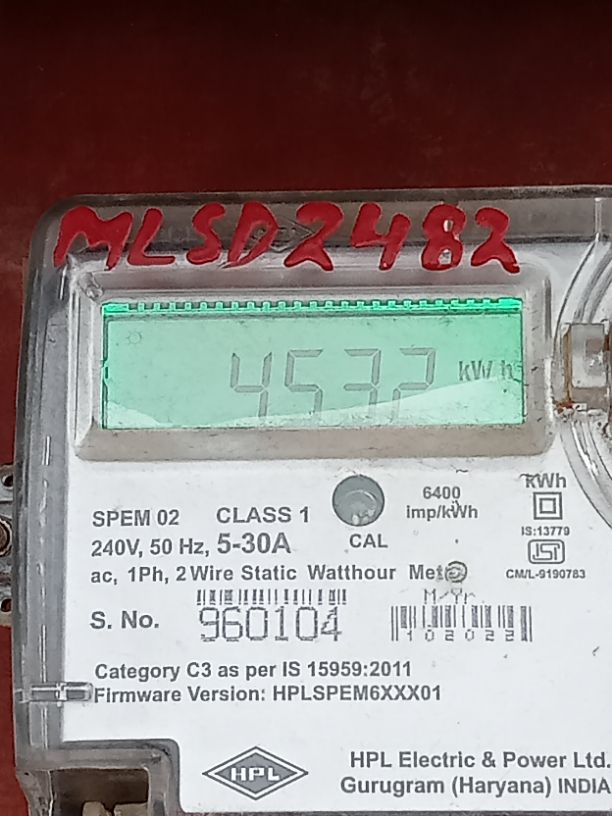 MLSD2482
4532 kWh
6400
imp/kWh
kWh
SPEM 02 CLASS 1
240V, 50 Hz, 5-30A
CAL
IS:13779
CM/L-9190783
ac, 1Ph, 2 Wire Static Watthour Meter
M/Yr.
S. No. 960104
102022
Category C3 as per IS 15959:2011
Firmware Version: HPLSPEM6XXX01
HPL
HPL Electric & Power Ltd.
Gurugram (Haryana) INDIA